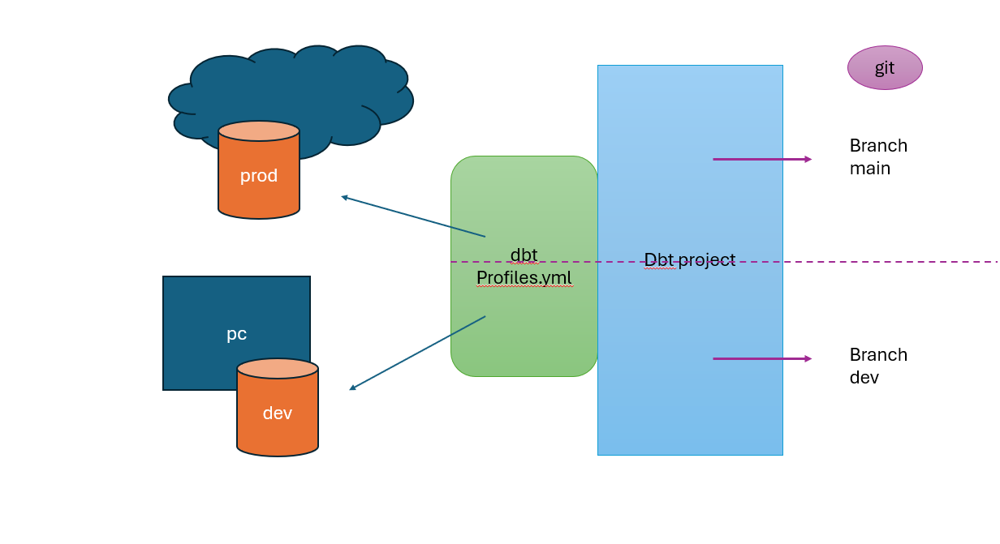 git
Branch
main
prod
dbt
Profiles.yml
Dbt project
pc
dev
Branch
dev